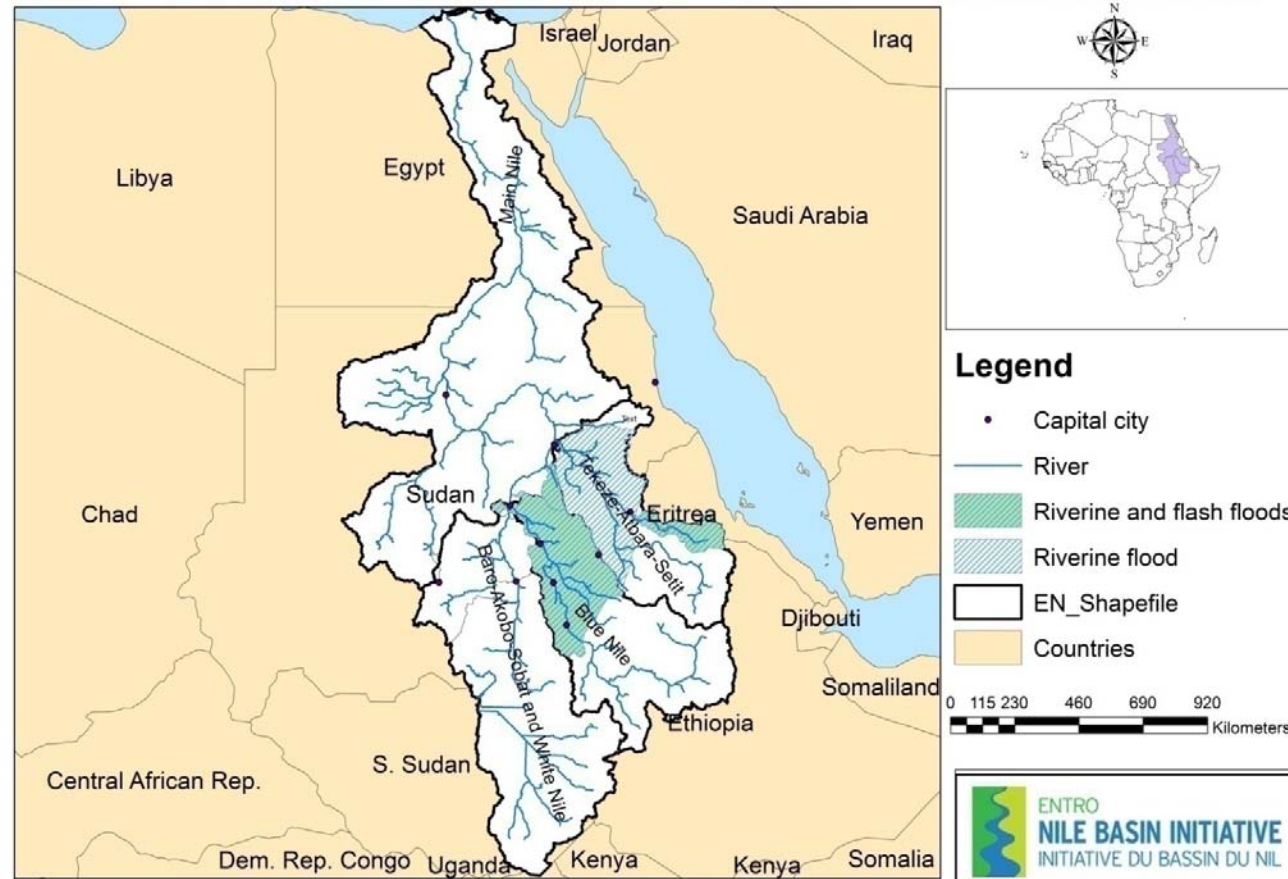 Israel
Jordan
Iraq
Libya
Egypt
Main Nile
Saudi Arabia
Text
Tekeze-Atbara-Setit
Sudan
Eritrea
Chad
Yemen
Baro-Akobo-Sobat and White Nile
Blue Nile
Djibouti
Somaliland
Ethiopia
S. Sudan
Central African Rep.
Dem. Rep. Congo
Uganda
Kenya
Kenya
Somalia
N
W
E
S
Legend
Capital city
River
Riverine and flash floods
Riverine flood
EN_Shapefile
Countries
0 115 230 460 690 920
Kilometers
ENTRO
NILE BASIN INITIATIVE
INITIATIVE DU BASSIN DU NIL